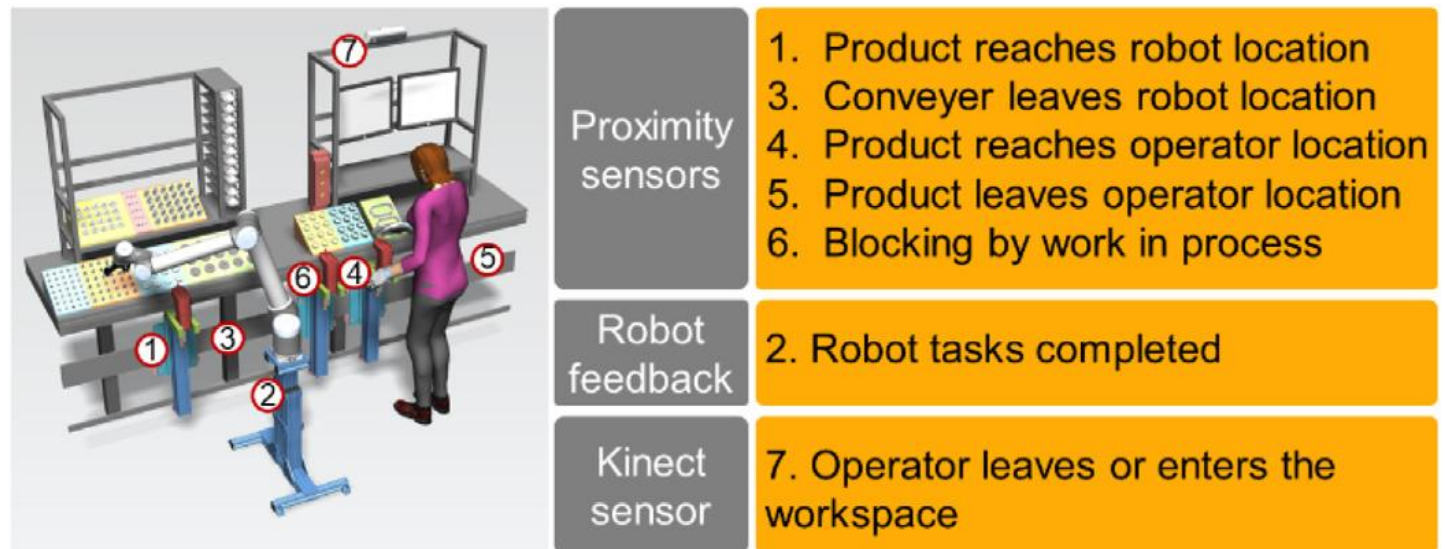 7
6
4
5
1
3
2
Proximity
sensors
1. Product reaches robot location
3. Conveyer leaves robot location
4. Product reaches operator location
5. Product leaves operator location
6. Blocking by work in process
Robot
feedback
2. Robot tasks completed
Kinect
sensor
7. Operator leaves or enters the
workspace